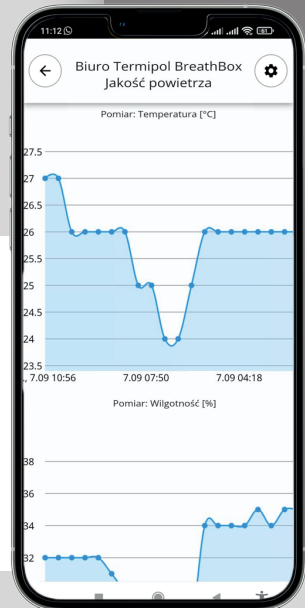 11:12
Biuro Termipol BreathBox
Jakość powietrza
Pomiar: Temperatura [°C]
27.5
27
26.5
26
25.5
25
24.5
24
23.5
., 7.09 10:56 7.09 07:50 7.09 04:18
Pomiar: Wilgotność [%]
38
36
34
32